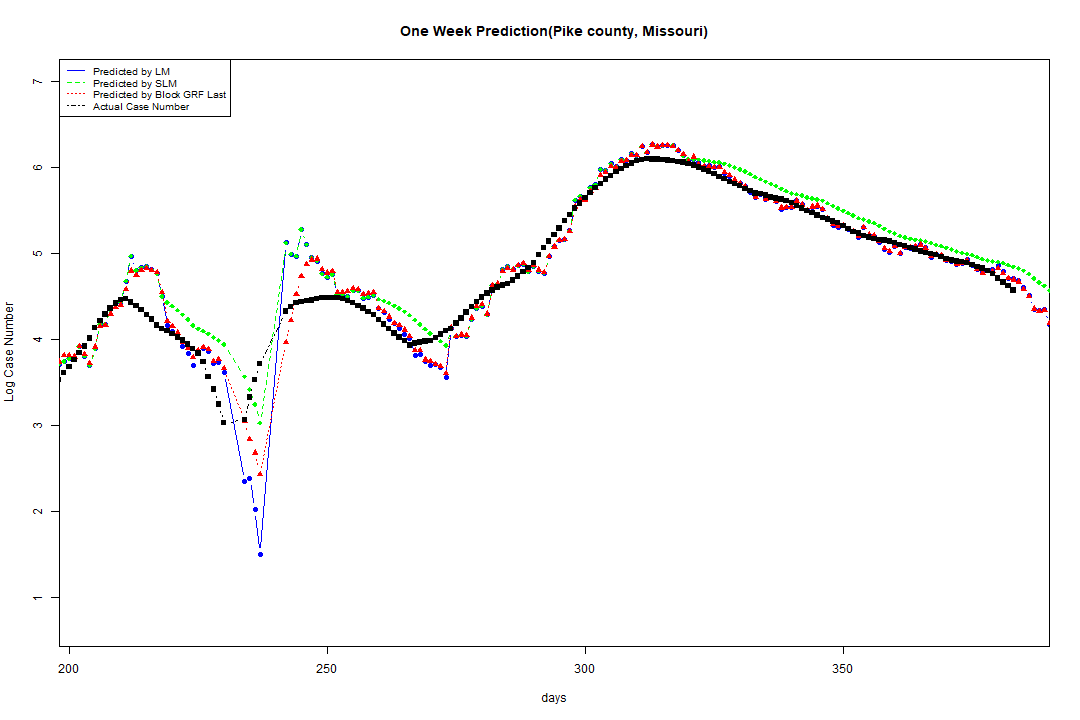 One Week Prediction(Pike county, Missouri)
Predicted by LM
Predicted by SLM
Predicted by Block GRF Last
Actual Case Number
7
6
5
4
3
2
1
Log Case Number
200 250 300 350
days